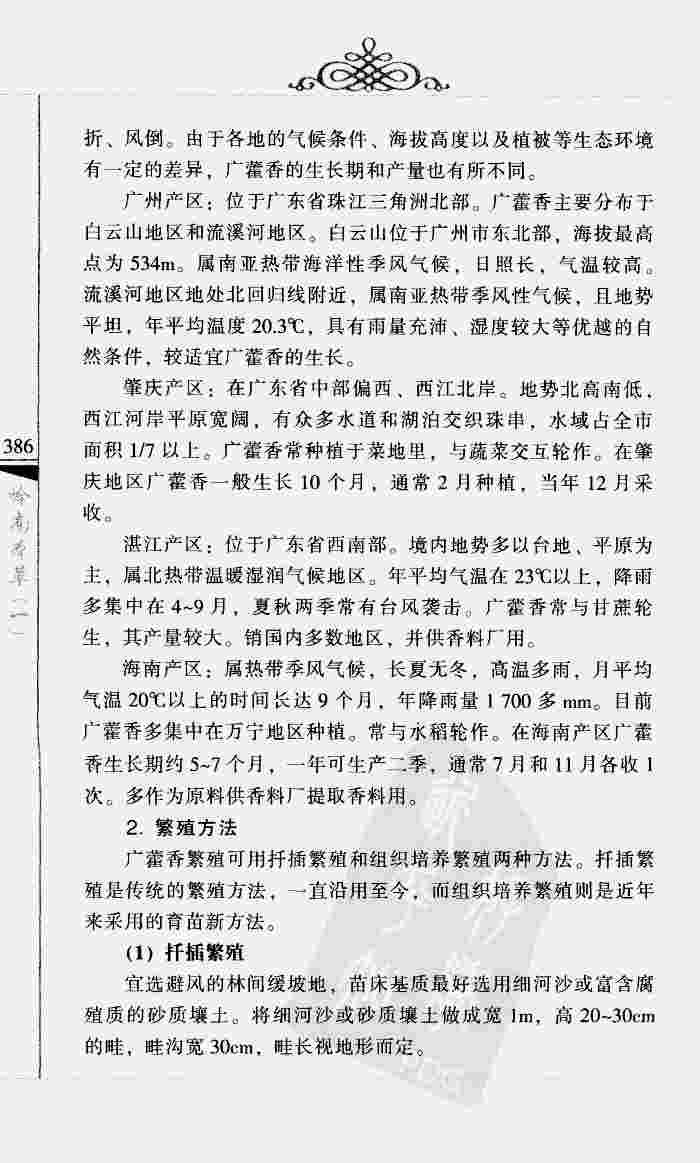 折、风倒。由于各地的气候条件、海拔高度以及植被等生态环境
有一定的差异，广藿香的生长期和产量也有所不同。
广州产区：位于广东省珠江三角洲北部。广藿香主要分布于
白云山地区和流溪河地区。白云山位于广州市东北部，海拔最高
点为 534m。属南亚热带海洋性季风气候，日照长，气温较高。
流溪河地区地处北回归线附近，属南亚热带季风性气候，且地势
平坦，年平均温度 20.3℃，具有雨量充沛、湿度较大等优越的自
然条件，较适宜广藿香的生长。
肇庆产区：在广东省中部偏西、西江北岸。地势北高南低，
西江河岸平原宽阔，有众多水道和湖泊交织珠串，水域占全市
面积 1/7 以上。广藿香常种植于菜地里，与蔬菜交互轮作。在肇
庆地区广藿香一般生长 10 个月，通常 2 月种植，当年 12 月采
收。
湛江产区：位于广东省西南部。境内地势多以台地、平原为
主，属北热带温暖湿润气候地区。年平均气温在 23℃以上，降雨
多集中在 4~9 月，夏秋两季常有台风袭击。广藿香常与甘蔗轮
生，其产量较大。销国内多数地区，并供香料厂用。
海南产区：属热带季风气候，长夏无冬，高温多雨，月平均
气温 20℃以上的时间长达 9 个月，年降雨量 1 700 多 mm。目前
广藿香多集中在万宁地区种植。常与水稻轮作。在海南产区广藿
香生长期约 5~7 个月，一年可生产二季，通常 7 月和 11 月各收 1
次。多作为原料供香料厂提取香料用。
2. 繁殖方法
广藿香繁殖可用扦插繁殖和组织培养繁殖两种方法。扦插繁
殖是传统的繁殖方法，一直沿用至今，而组织培养繁殖则是近年
来采用的育苗新方法。
(1) 扦插繁殖
宜选避风的林间缓坡地，苗床基质最好选用细河沙或富含腐
殖质的砂质壤土。将细河沙或砂质壤土做成宽 1m，高 20~30cm
的畦，畦沟宽 30cm，畦长视地形而定。
386
岭南本草（二）